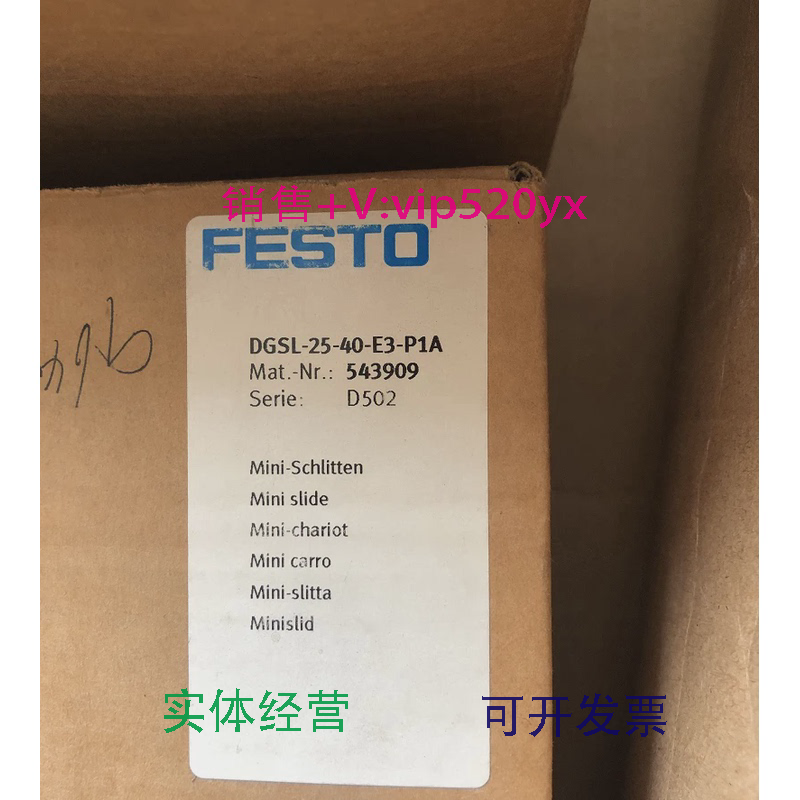 销售+V:vip520yx
FESTO
DGSL-25-40-E3-P1A
Mat.-Nr.: 543909
Serie: D502
Mini-Schlitten
Mini slide
Mini-chariot
Mini carro
Mini-slitta
Minislid
实体经营
可开发票